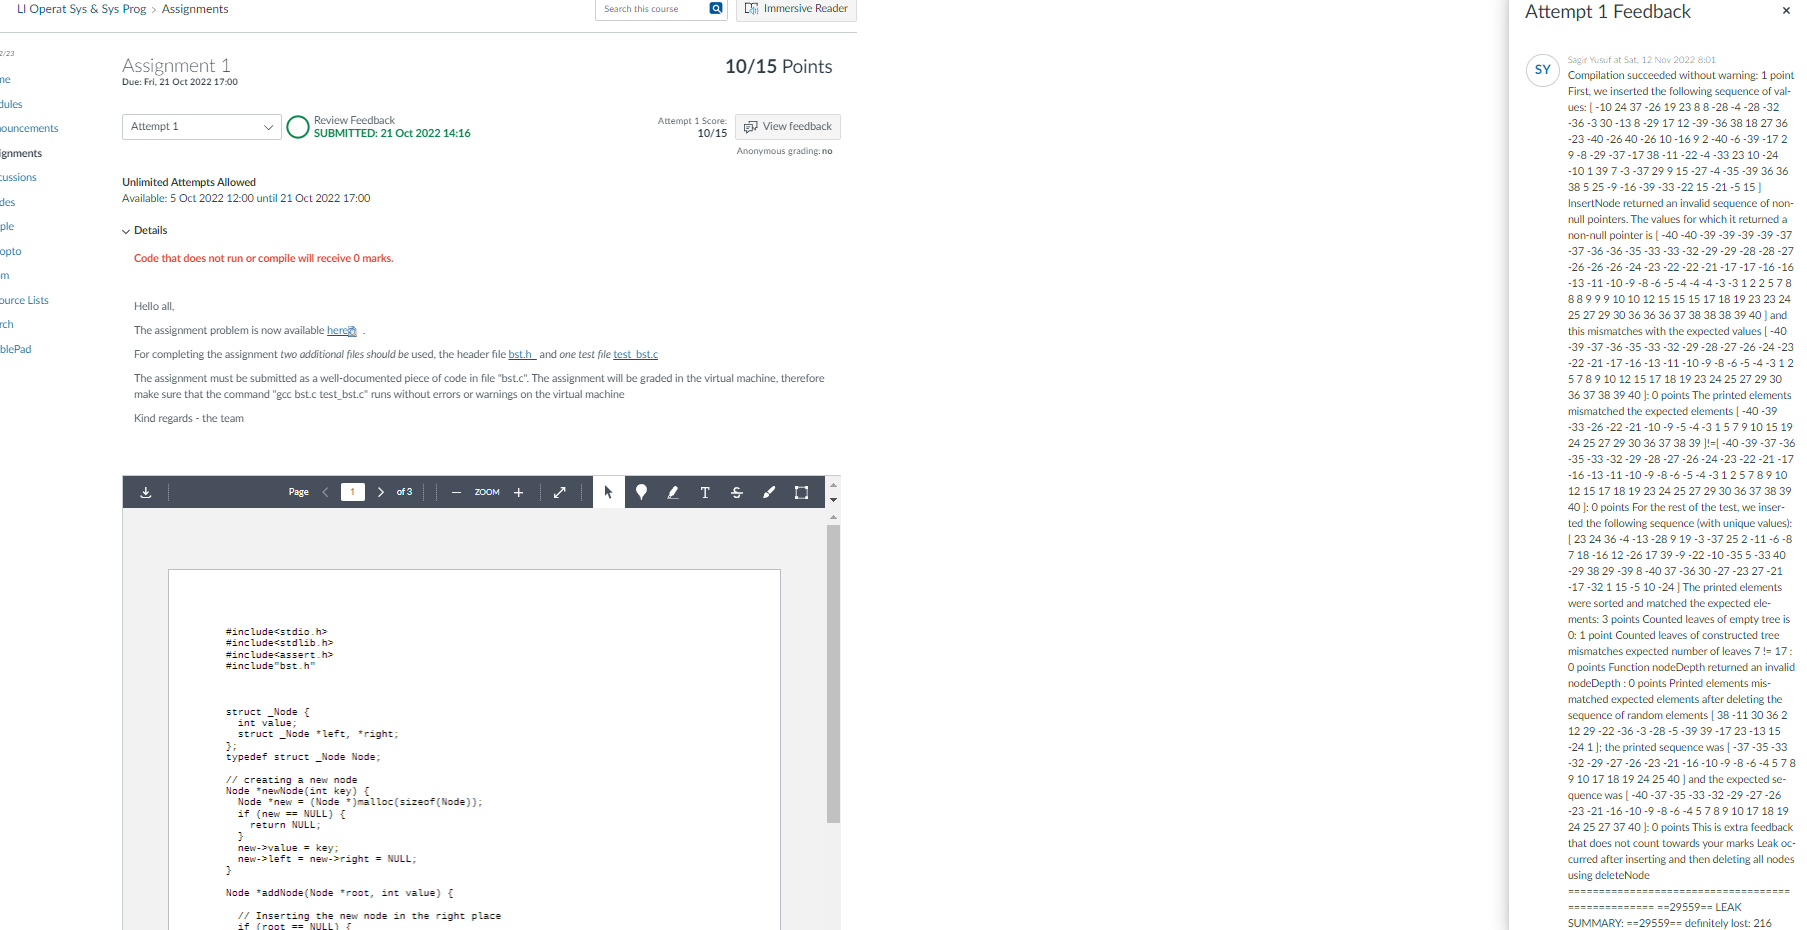 LI Operat Sys & Sys Prog > Assignments
Search this course
Immersive Reader
2/23
me
dules
ouncements
ignments
cussions
des
ple
opto
m
ource Lists
rch
blePad
Assignment 1
Due: Fri, 21 Oct 2022 17:00
10/15 Points
Attempt 1
Review Feedback
SUBMITTED: 21 Oct 2022 14:16
Attempt 1 Score:
10/15
View feedback
Anonymous grading: no
Unlimited Attempts Allowed
Available: 5 Oct 2022 12:00 until 21 Oct 2022 17:00
Details
Code that does not run or compile will receive 0 marks.
Hello all,
The assignment problem is now available here .
For completing the assignment two additional files should be used, the header file bst.h and one test file test_bst.c
The assignment must be submitted as a well-documented piece of code in file "bst.c". The assignment will be graded in the virtual machine, therefore
make sure that the command "gcc bst.c test_bst.c" runs without errors or warnings on the virtual machine
Kind regards - the team
Page < 1 > of 3 — ZOOM + T S
#include<stdio.h>
#include<stdlib.h>
#include<assert.h>
#include"bst.h"
struct _Node {
int value;
struct _Node *left, *right;
};
typedef struct _Node Node;
// creating a new node
Node *newNode(int key) {
Node *new = (Node *)malloc(sizeof(Node));
if (new == NULL) {
return NULL;
}
new->value = key;
new->left = new->right = NULL;
}
Node *addNode(Node *root, int value) {
// Inserting the new node in the right place
if (root == NULL) {
Attempt 1 Feedback ×
SY
Sagir Yusuf at Sat, 12 Nov 2022 8:01
Compilation succeeded without warning: 1 point
First, we inserted the following sequence of val-
ues: [ -10 24 37 -26 19 23 8 8 -28 -4 -28 -32
-36 -3 30 -13 8 -29 17 12 -39 -36 38 18 27 36
-23 -40 -26 40 -26 10 -16 9 2 -40 -6 -39 -17 2
9 -8 -29 -37 -17 38 -11 -22 -4 -33 23 10 -24
-10 1 39 7 -3 -37 29 9 15 -27 -4 -35 -39 36 36
38 5 25 -9 -16 -39 -33 -22 15 -21 -5 15 ]
InsertNode returned an invalid sequence of non-
null pointers. The values for which it returned a
non-null pointer is [ -40 -40 -39 -39 -39 -39 -37
-37 -36 -36 -35 -33 -33 -32 -29 -29 -28 -28 -27
-26 -26 -26 -24 -23 -22 -22 -21 -17 -17 -16 -16
-13 -11 -10 -9 -8 -6 -5 -4 -4 -4 -3 -3 1 2 2 5 7 8
8 8 9 9 9 10 10 12 15 15 15 17 18 19 23 23 24
25 27 29 30 36 36 36 37 38 38 38 39 40 ] and
this mismatches with the expected values [ -40
-39 -37 -36 -35 -33 -32 -29 -28 -27 -26 -24 -23
-22 -21 -17 -16 -13 -11 -10 -9 -8 -6 -5 -4 -3 1 2
5 7 8 9 10 12 15 17 18 19 23 24 25 27 29 30
36 37 38 39 40 ]: 0 points The printed elements
mismatched the expected elements [ -40 -39
-33 -26 -22 -21 -10 -9 -5 -4 -3 1 5 7 9 10 15 19
24 25 27 29 30 36 37 38 39 ]!=[ -40 -39 -37 -36
-35 -33 -32 -29 -28 -27 -26 -24 -23 -22 -21 -17
-16 -13 -11 -10 -9 -8 -6 -5 -4 -3 1 2 5 7 8 9 10
12 15 17 18 19 23 24 25 27 29 30 36 37 38 39
40 ]: 0 points For the rest of the test, we inser-
ted the following sequence (with unique values):
[ 23 24 36 -4 -13 -28 9 19 -3 -37 25 2 -11 -6 -8
7 18 -16 12 -26 17 39 -9 -22 -10 -35 5 -33 40
-29 38 29 -39 8 -40 37 -36 30 -27 -23 27 -21
-17 -32 1 15 -5 10 -24 ] The printed elements
were sorted and matched the expected ele-
ments: 3 points Counted leaves of empty tree is
0: 1 point Counted leaves of constructed tree
mismatches expected number of leaves 7 != 17 :
0 points Function nodeDepth returned an invalid
nodeDepth : 0 points Printed elements mis-
matched expected elements after deleting the
sequence of random elements [ 38 -11 30 36 2
12 29 -22 -36 -3 -28 -5 -39 39 -17 23 -13 15
-24 1 ]; the printed sequence was [ -37 -35 -33
-32 -29 -27 -26 -23 -21 -16 -10 -9 -8 -6 -4 5 7 8
9 10 17 18 19 24 25 40 ] and the expected se-
quence was [ -40 -37 -35 -33 -32 -29 -27 -26
-23 -21 -16 -10 -9 -8 -6 -4 5 7 8 9 10 17 18 19
24 25 27 37 40 ]: 0 points This is extra feedback
that does not count towards your marks Leak oc-
curred after inserting and then deleting all nodes
using deleteNode
====================================
============== ==29559== LEAK
SUMMARY: ==29559== definitely lost: 216